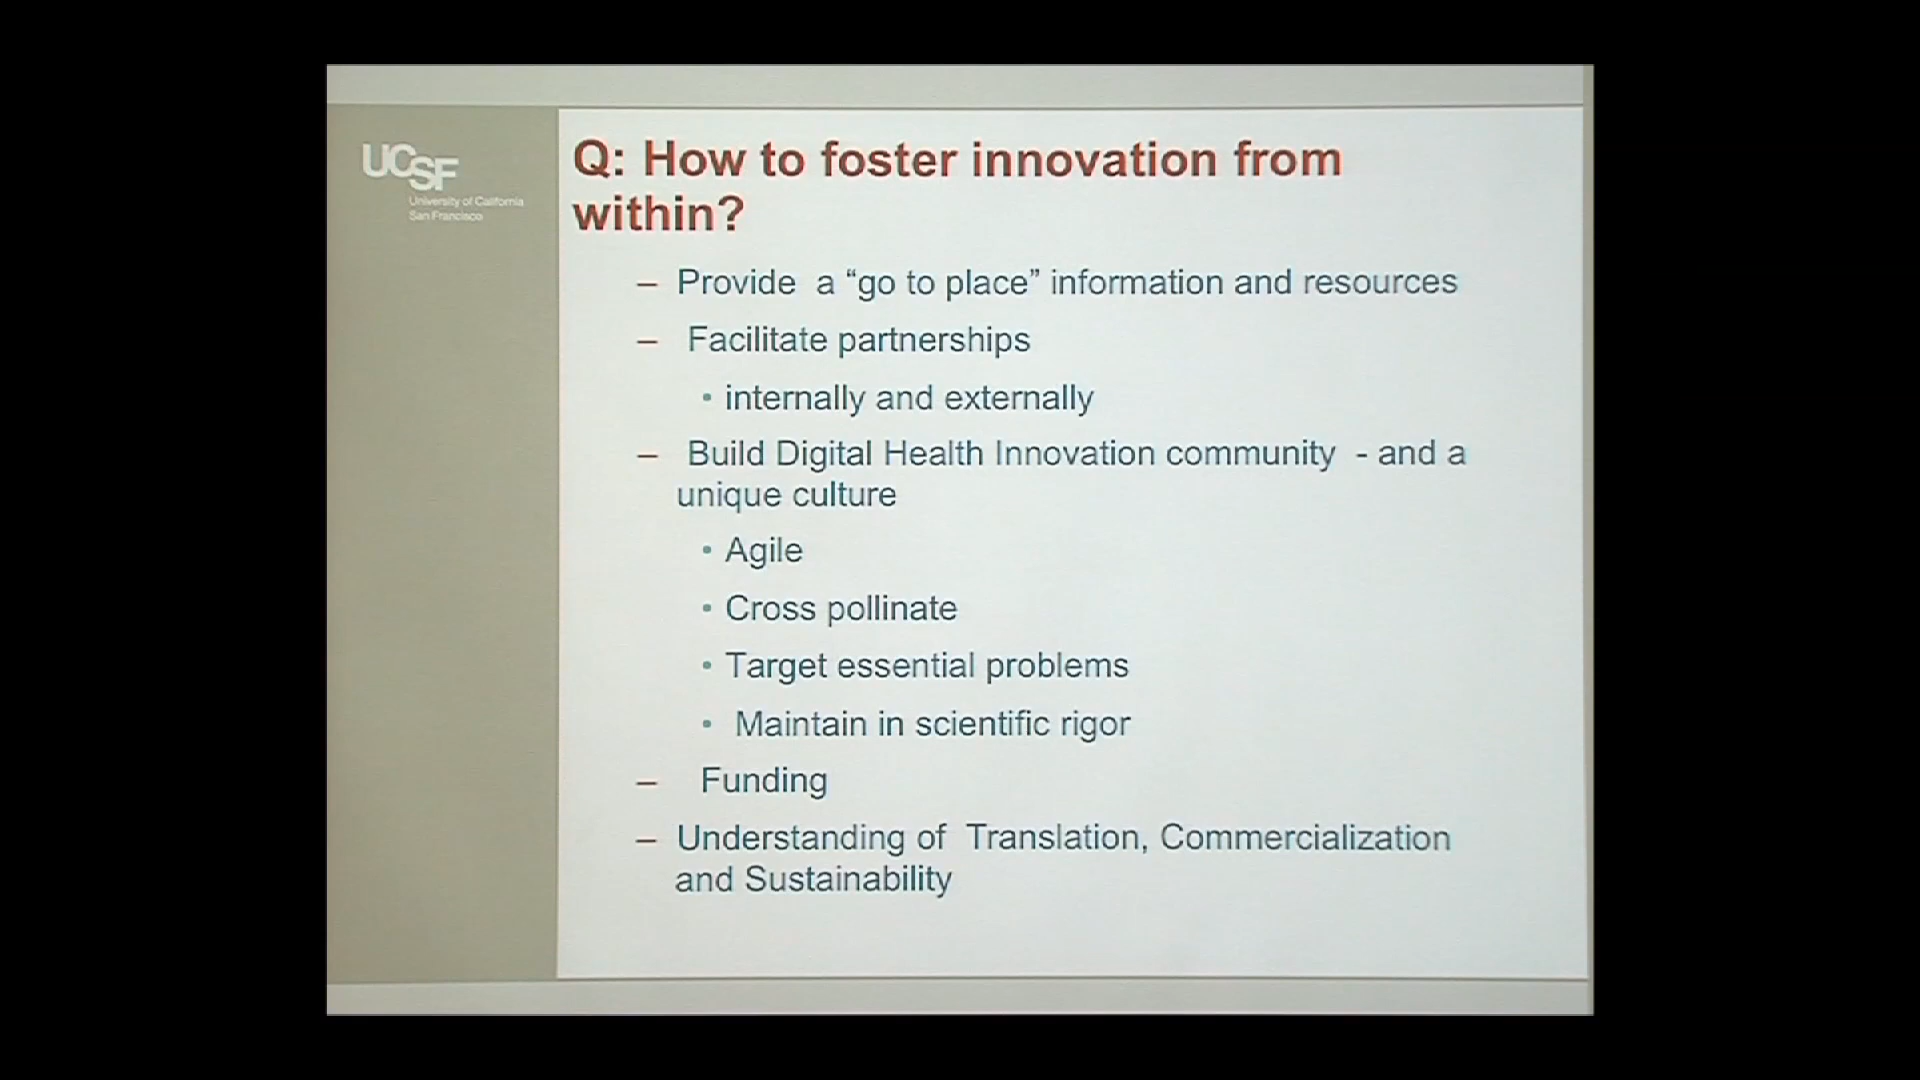 UCSF
University of California
San Francisco
Q: How to foster innovation from
within?
– Provide a “go to place” information and resources
– Facilitate partnerships
• internally and externally
– Build Digital Health Innovation community - and a
unique culture
• Agile
• Cross pollinate
• Target essential problems
• Maintain in scientific rigor
– Funding
– Understanding of Translation, Commercialization
and Sustainability